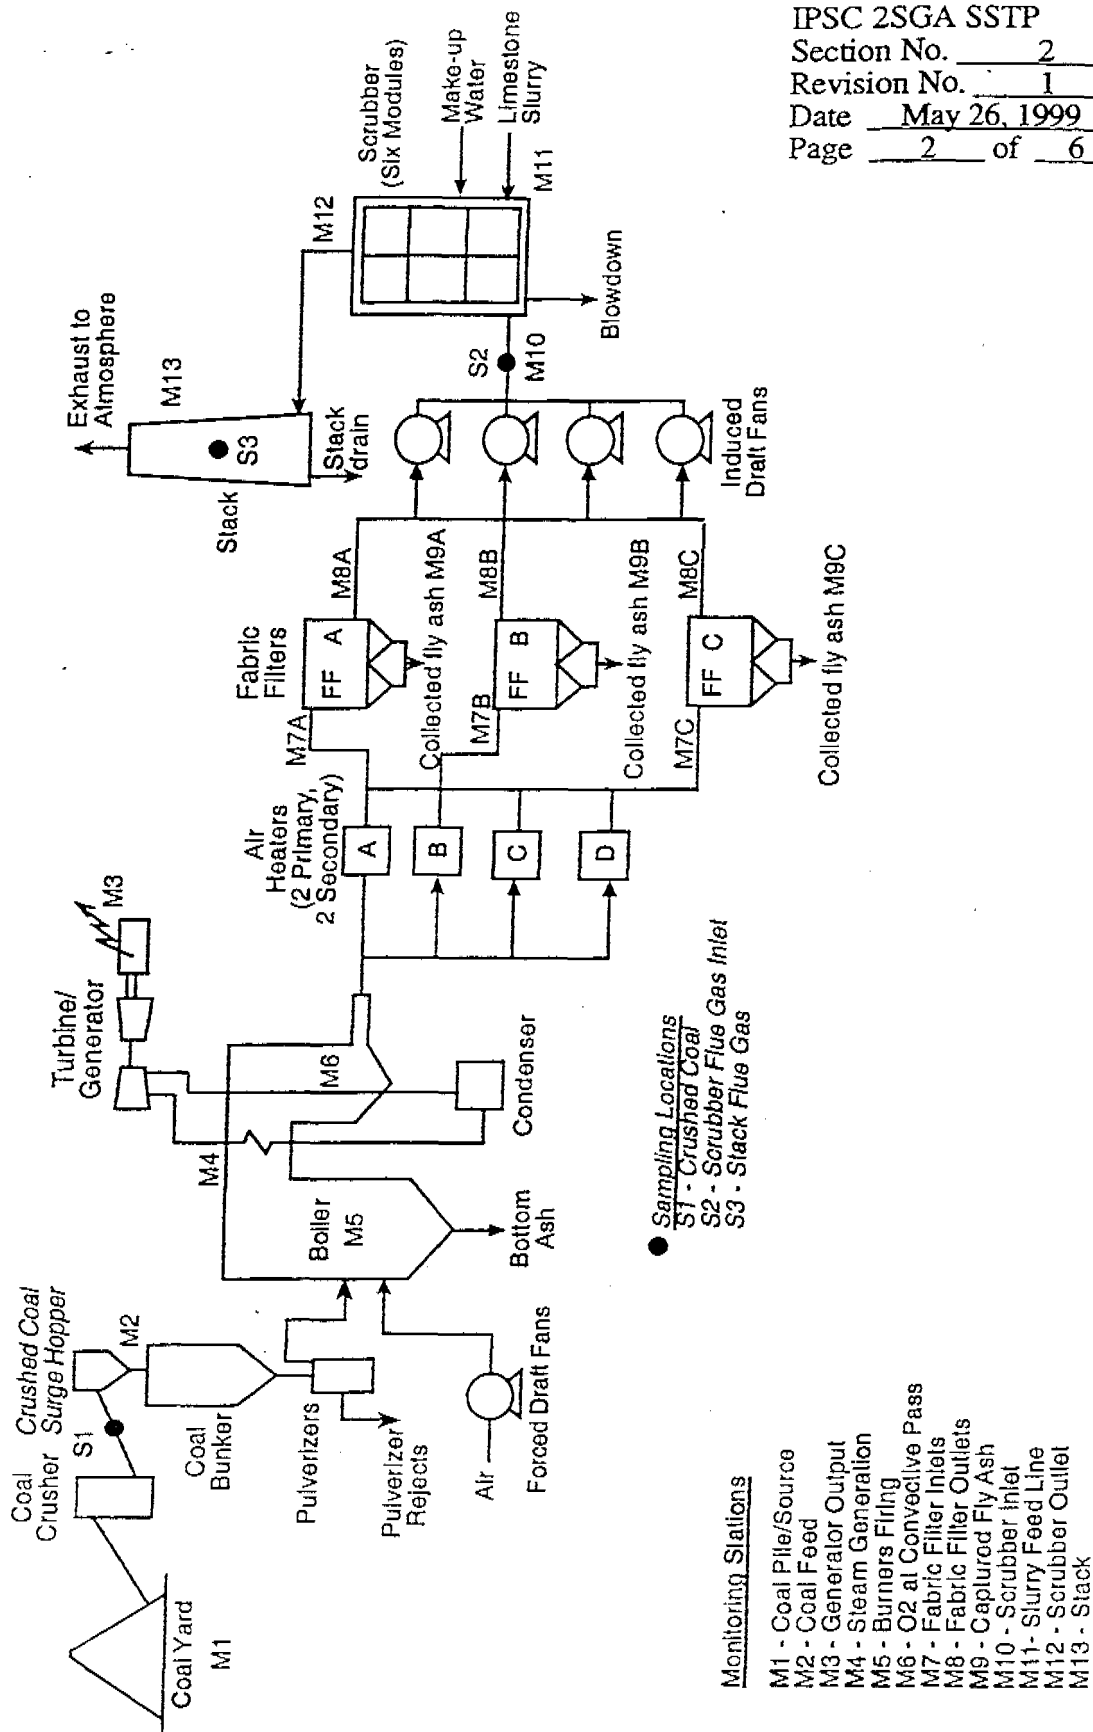 IPSC 2SGA SSTP
Section No. 2
Revision No. 1
Date May 26, 1999
Page 2 of 6
Coal Yard
M1
Coal
Crusher
S1
Crushed Coal
Surge Hopper
M2
Coal
Bunker
Pulverizers
Pulverizer
Rejects
Air
Forced Draft Fans
Boiler
M5
Bottom
Ash
M4
M6
Turbine/
Generator
M3
Condenser
Air
Heaters
(2 Primary,
2 Secondary)
A
B
C
D
Fabric
Filters
M7A
FF A
M8A
Collected fly ash M9A
M7B
FF B
M8B
Collected fly ash M9B
M7C
FF C
M8C
Collected fly ash M9C
Induced
Draft Fans
S2
M10
Blowdown
Scrubber
(Six Modules)
Make-up
Water
Limestone
Slurry
M11
M12
Exhaust to
Atmosphere
M13
S3
Stack
Stack
drain
Sampling Locations
S1 - Crushed Coal
S2 - Scrubber Flue Gas Inlet
S3 - Stack Flue Gas
Monitoring Stations
M1 - Coal Pile/Source
M2 - Coal Feed
M3 - Generator Output
M4 - Steam Generation
M5 - Burners Firing
M6 - O2 at Convective Pass
M7 - Fabric Filter Inlets
M8 - Fabric Filter Outlets
M9 - Captured Fly Ash
M10 - Scrubber Inlet
M11 - Slurry Feed Line
M12 - Scrubber Outlet
M13 - Stack